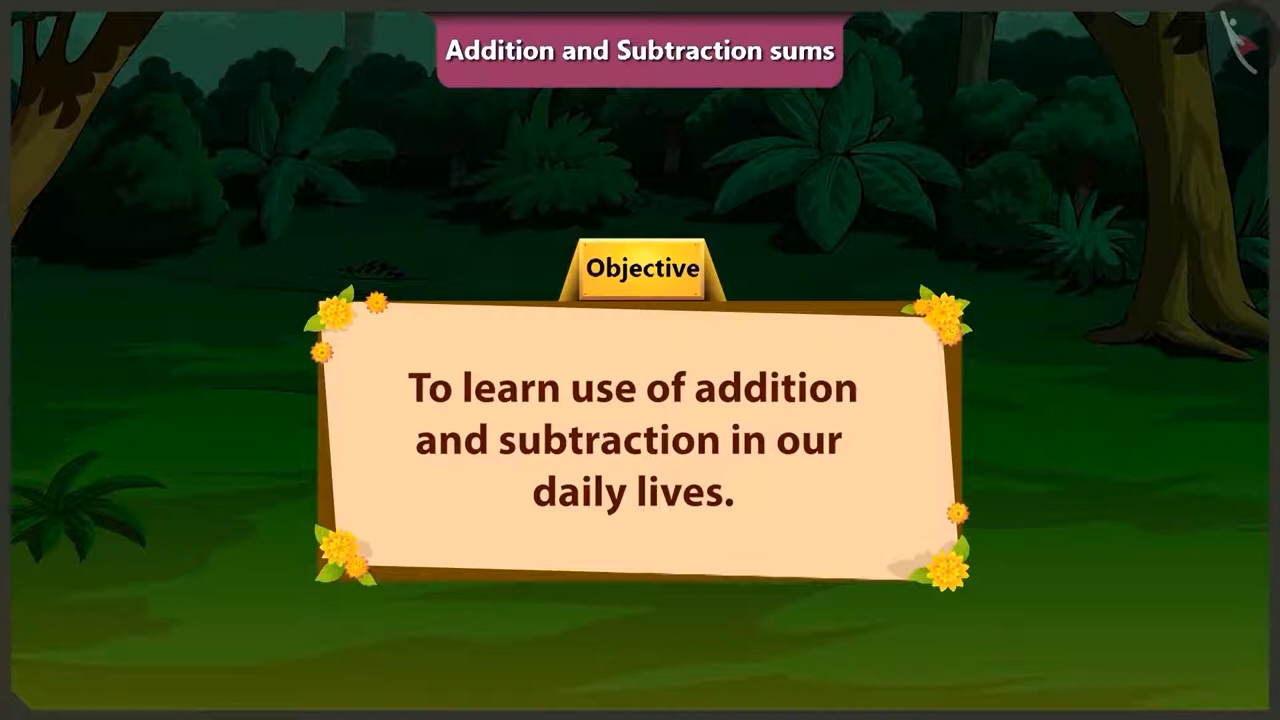 Addition and Subtraction sums
Objective
To learn use of addition
and subtraction in our
daily lives.